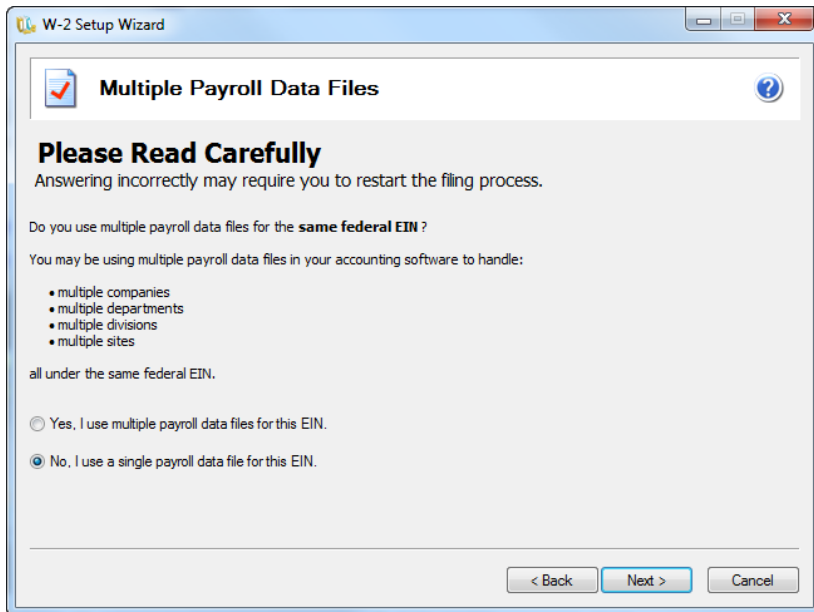 W-2 Setup Wizard
Multiple Payroll Data Files
Please Read Carefully
Answering incorrectly may require you to restart the filing process.
Do you use multiple payroll data files for the same federal EIN ?
You may be using multiple payroll data files in your accounting software to handle:
• multiple companies
• multiple departments
• multiple divisions
• multiple sites
all under the same federal EIN.
Yes, I use multiple payroll data files for this EIN.
No, I use a single payroll data file for this EIN.
< Back Next > Cancel